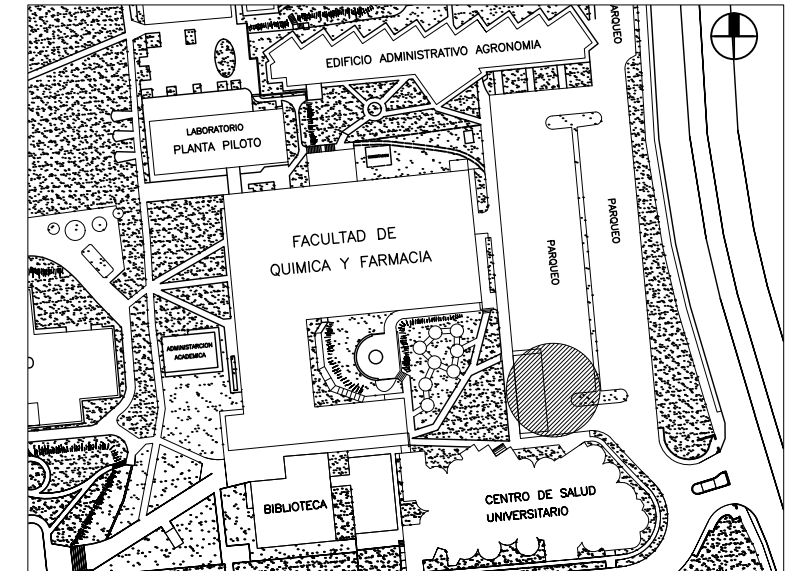 PARQUEO
EDIFICIO ADMINISTRATIVO AGRONOMIA
LABORATORIO
PLANTA PILOTO
FACULTAD DE
QUIMICA Y FARMACIA
PARQUEO
PARQUEO
ADMINISTARCION
ACADEMICA
BIBLIOTECA
CENTRO DE SALUD
UNIVERSITARIO